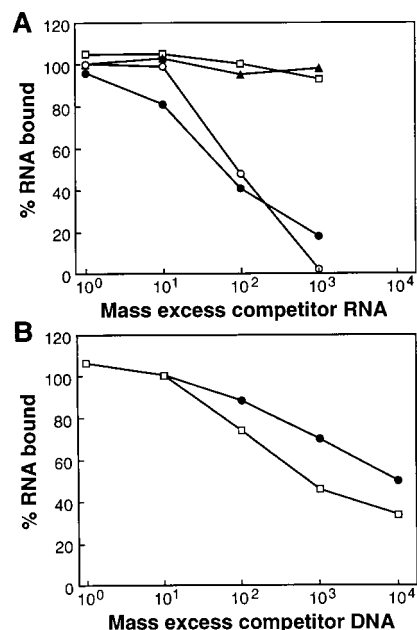 A
% RNA bound
120
100
80
60
40
20
0
10^0 10^1 10^2 10^3 10^4
Mass excess competitor RNA
B
% RNA bound
120
100
80
60
40
20
0
10^0 10^1 10^2 10^3 10^4
Mass excess competitor DNA